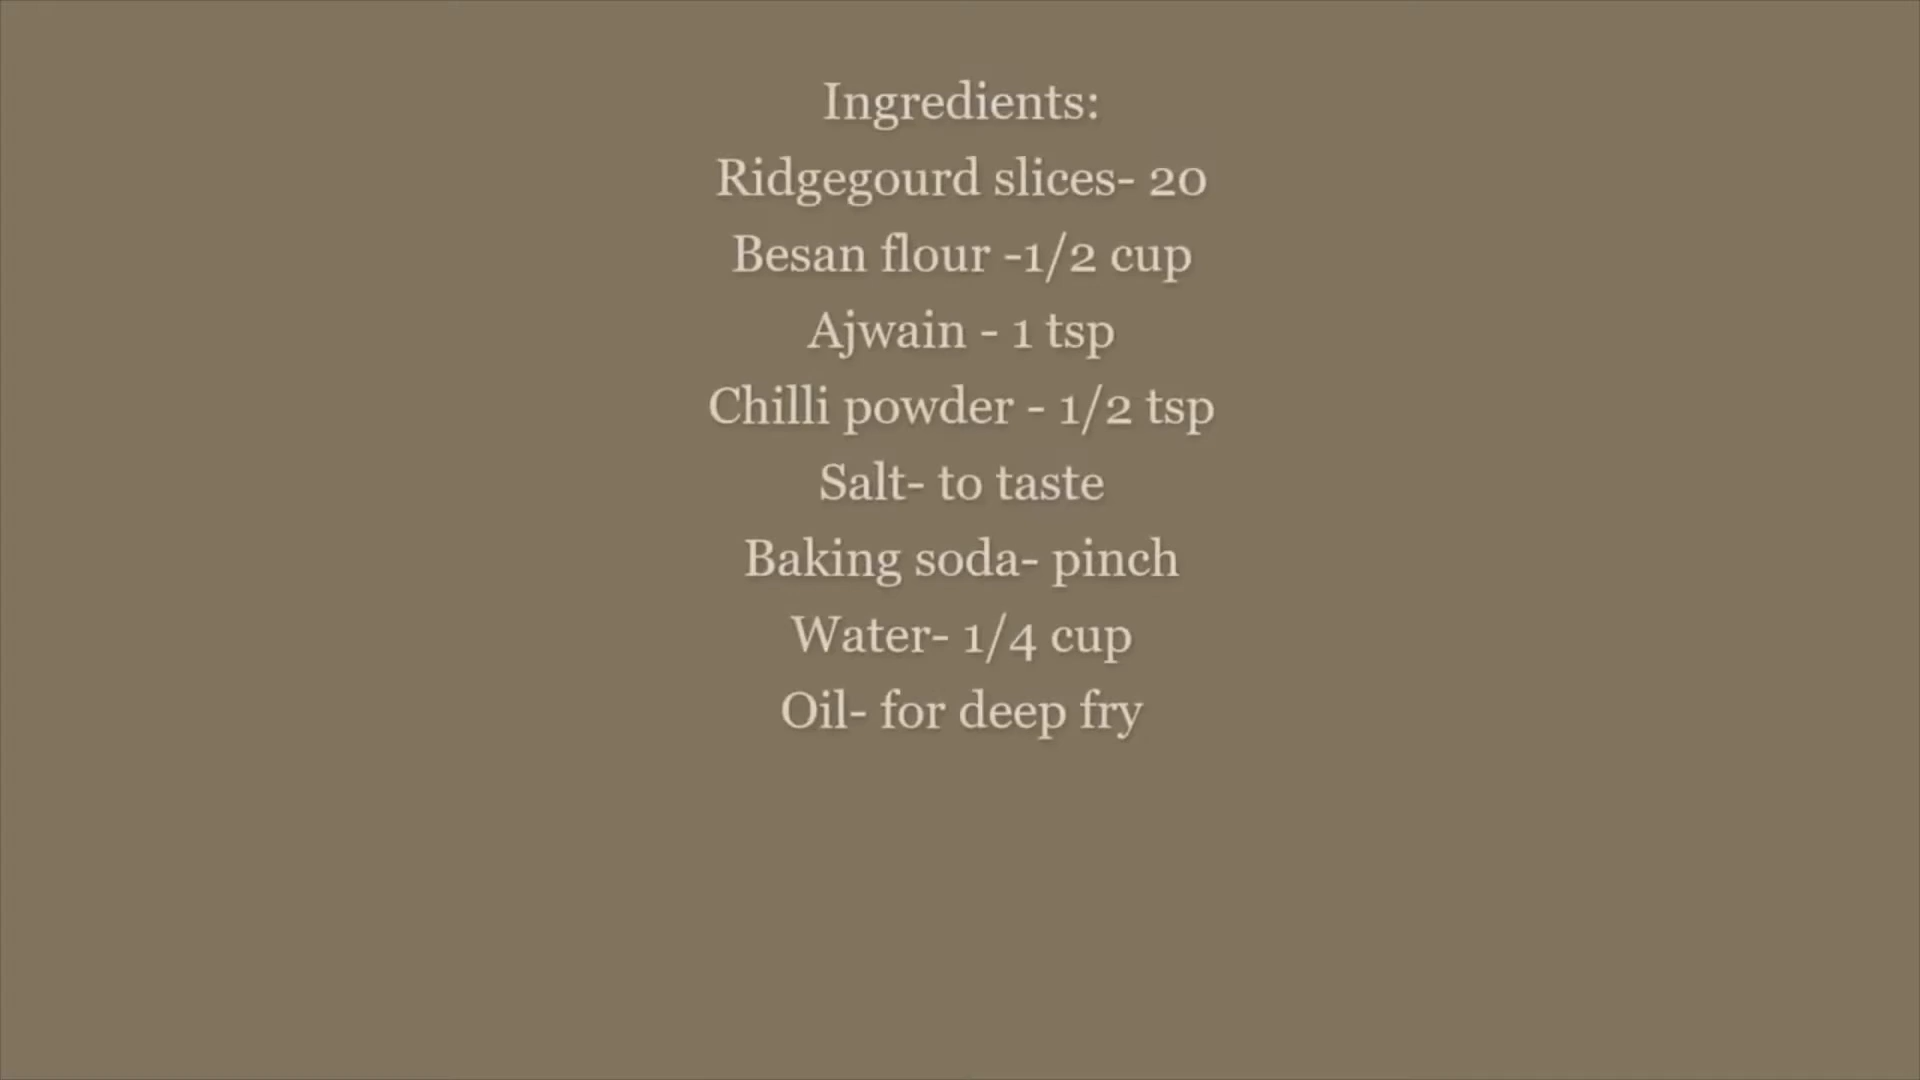 Ingredients:
Ridgegourd slices- 20
Besan flour -1/2 cup
Ajwain - 1 tsp
Chilli powder - 1/2 tsp
Salt- to taste
Baking soda- pinch
Water- 1/4 cup
Oil- for deep fry